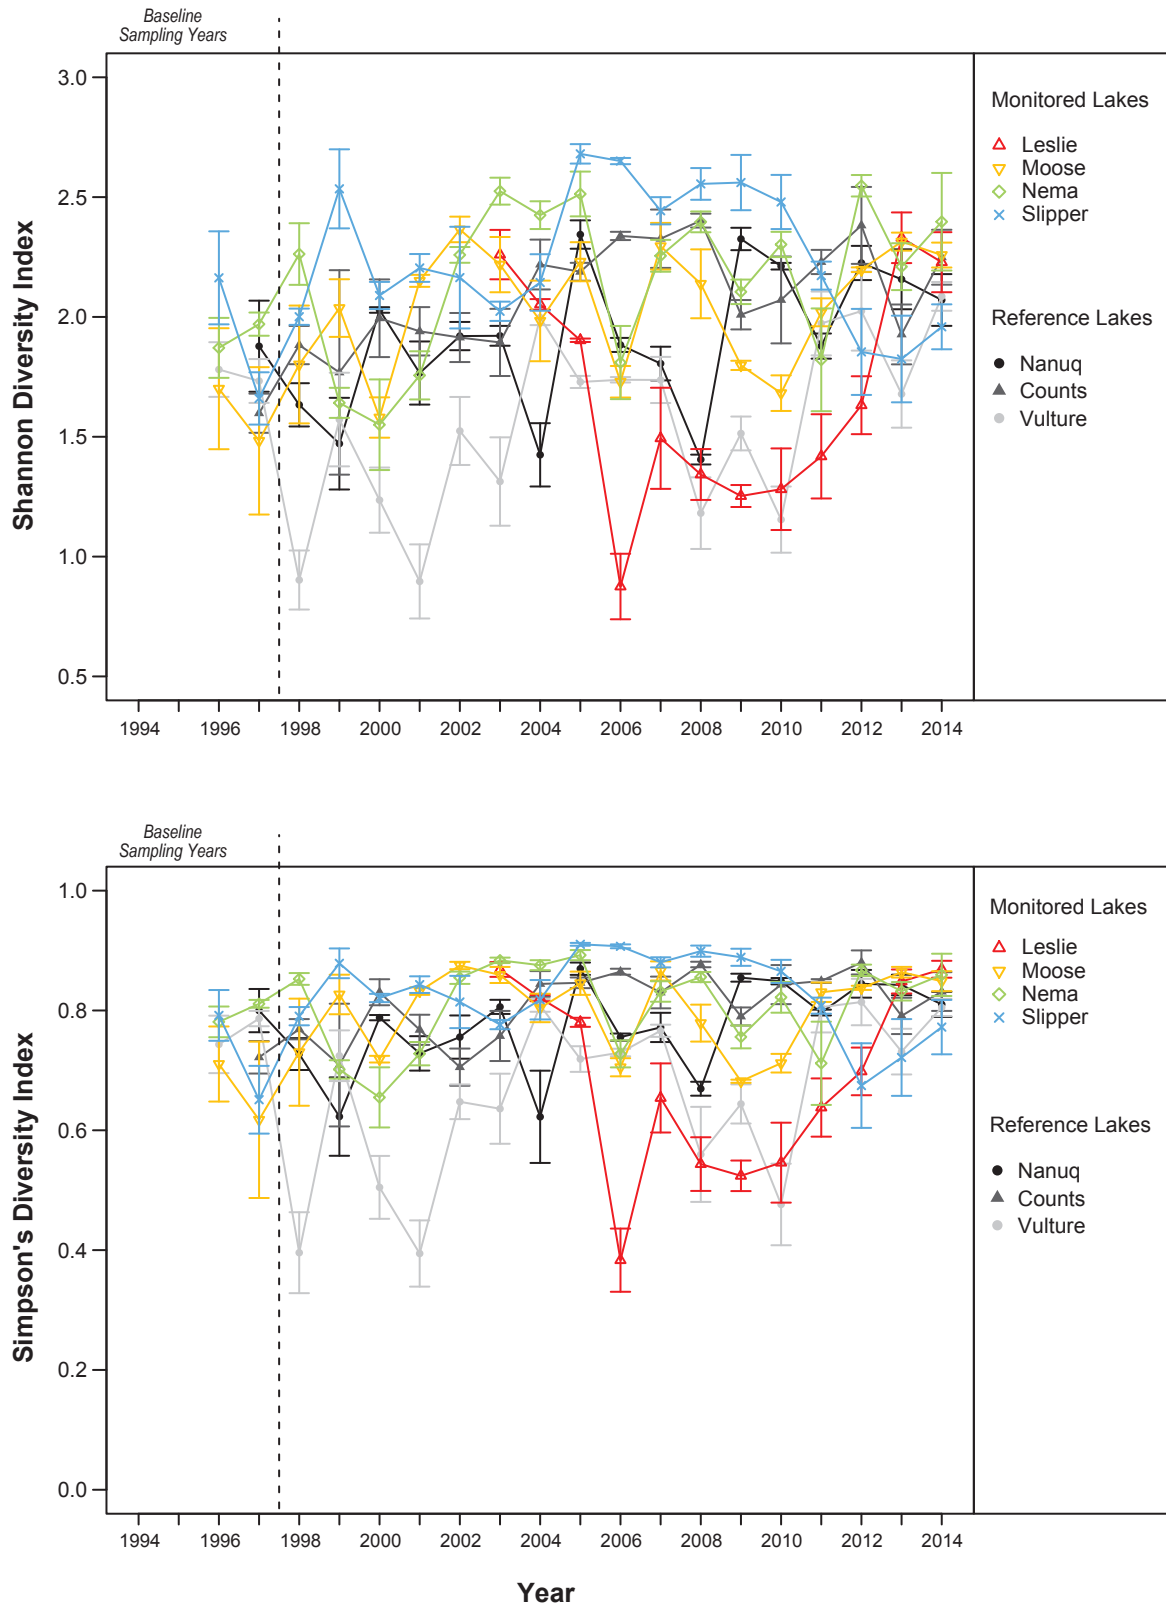 Baseline
Sampling Years
Shannon Diversity Index
3.0
2.5
2.0
1.5
1.0
0.5
1994 1996 1998 2000 2002 2004 2006 2008 2010 2012 2014
Monitored Lakes
Leslie
Moose
Nema
Slipper
Reference Lakes
Nanuq
Counts
Vulture
Baseline
Sampling Years
Simpson's Diversity Index
1.0
0.8
0.6
0.4
0.2
0.0
1994 1996 1998 2000 2002 2004 2006 2008 2010 2012 2014
Monitored Lakes
Leslie
Moose
Nema
Slipper
Reference Lakes
Nanuq
Counts
Vulture
Year